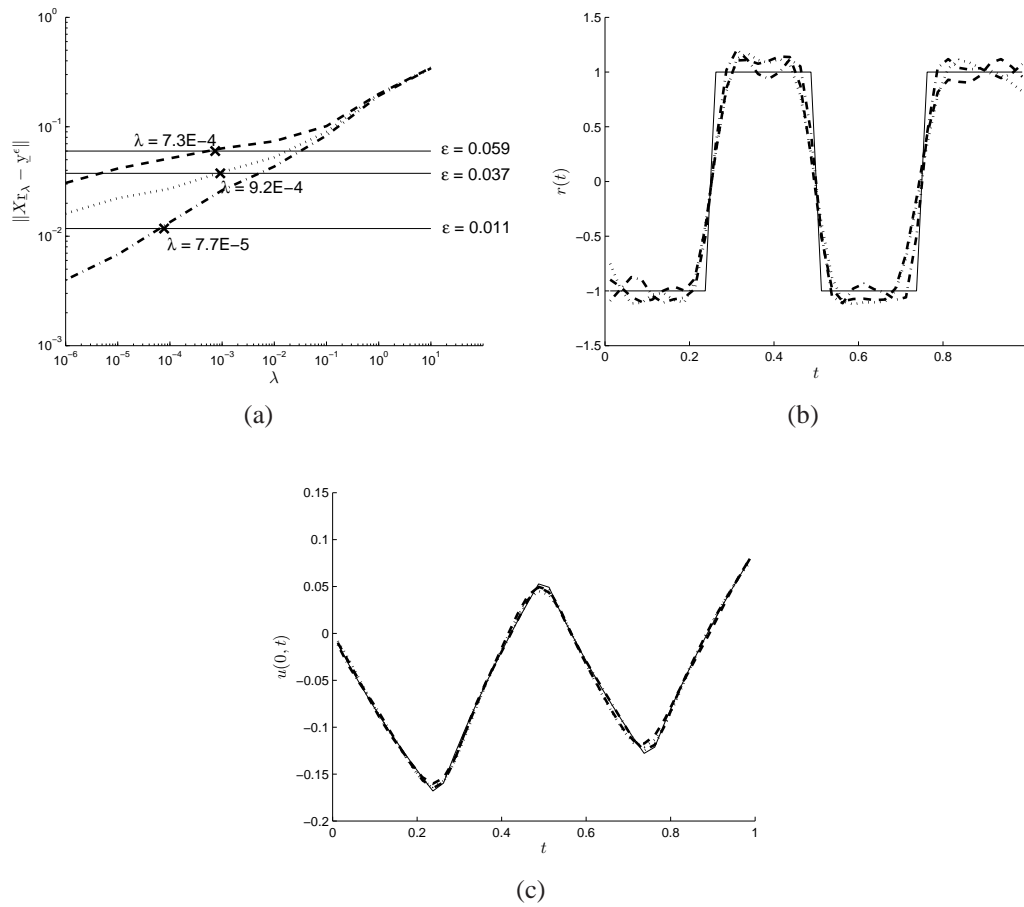 10^0
10^-1
10^-2
10^-3
‖X r_λ − y^ε‖
λ = 7.3E−4
λ = 9.2E−4
λ = 7.7E−5
ε = 0.059
ε = 0.037
ε = 0.011
10^-6 10^-5 10^-4 10^-3 10^-2 10^-1 10^0 10^1
λ
(a)
1.5
1
0.5
0
−0.5
−1
−1.5
r(t)
0 0.2 0.4 0.6 0.8 1
t
(b)
0.15
0.1
0.05
0
−0.05
−0.1
−0.15
−0.2
u(0, t)
0 0.2 0.4 0.6 0.8 1
t
(c)